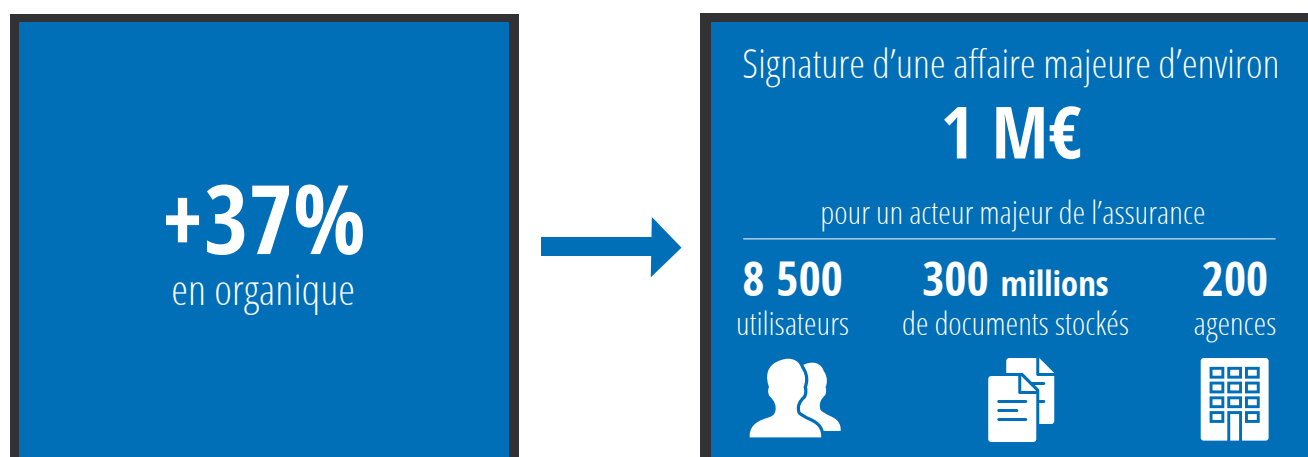 +37%
en organique
Signature d’une affaire majeure d’environ
1 M€
pour un acteur majeur de l’assurance
8 500
utilisateurs
300 millions
de documents stockés
200
agences